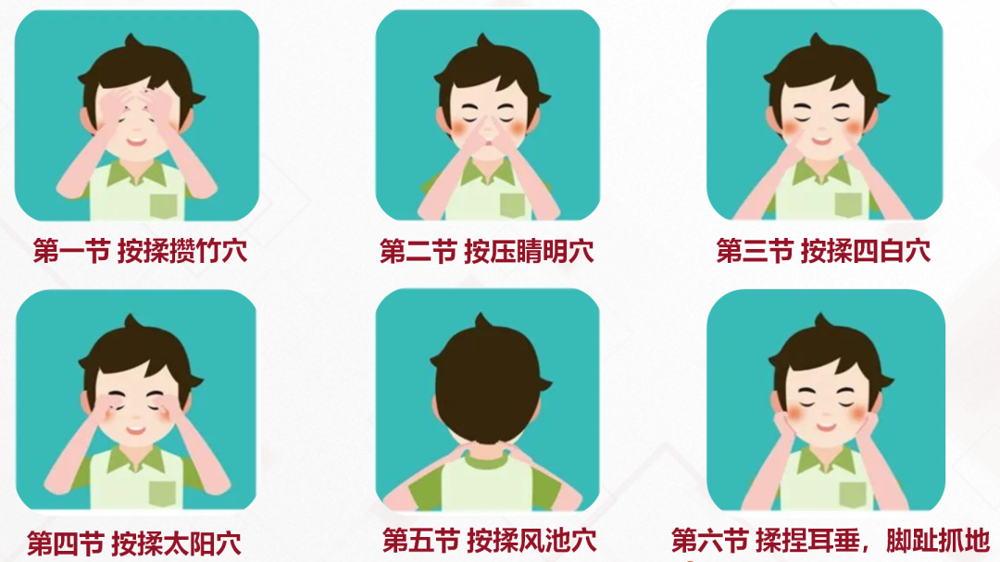 第一节 按揉攒竹穴
第二节 按压睛明穴
第三节 按揉四白穴
第四节 按揉太阳穴
第五节 按揉风池穴
第六节 揉捏耳垂，脚趾抓地